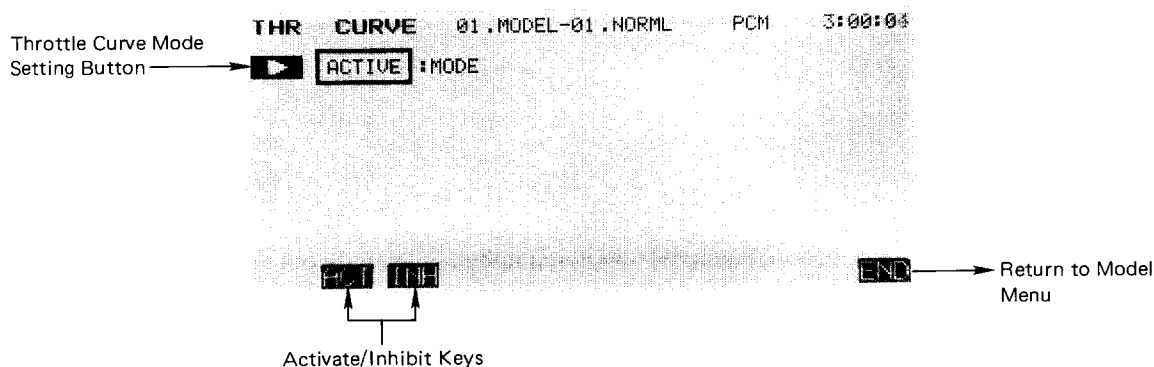 THR CURVE 01.MODEL-01.NORML PCM 3:00:04
Throttle Curve Mode
Setting Button
ACTIVE :MODE
ACT INH END
Return to Model
Menu
Activate/Inhibit Keys